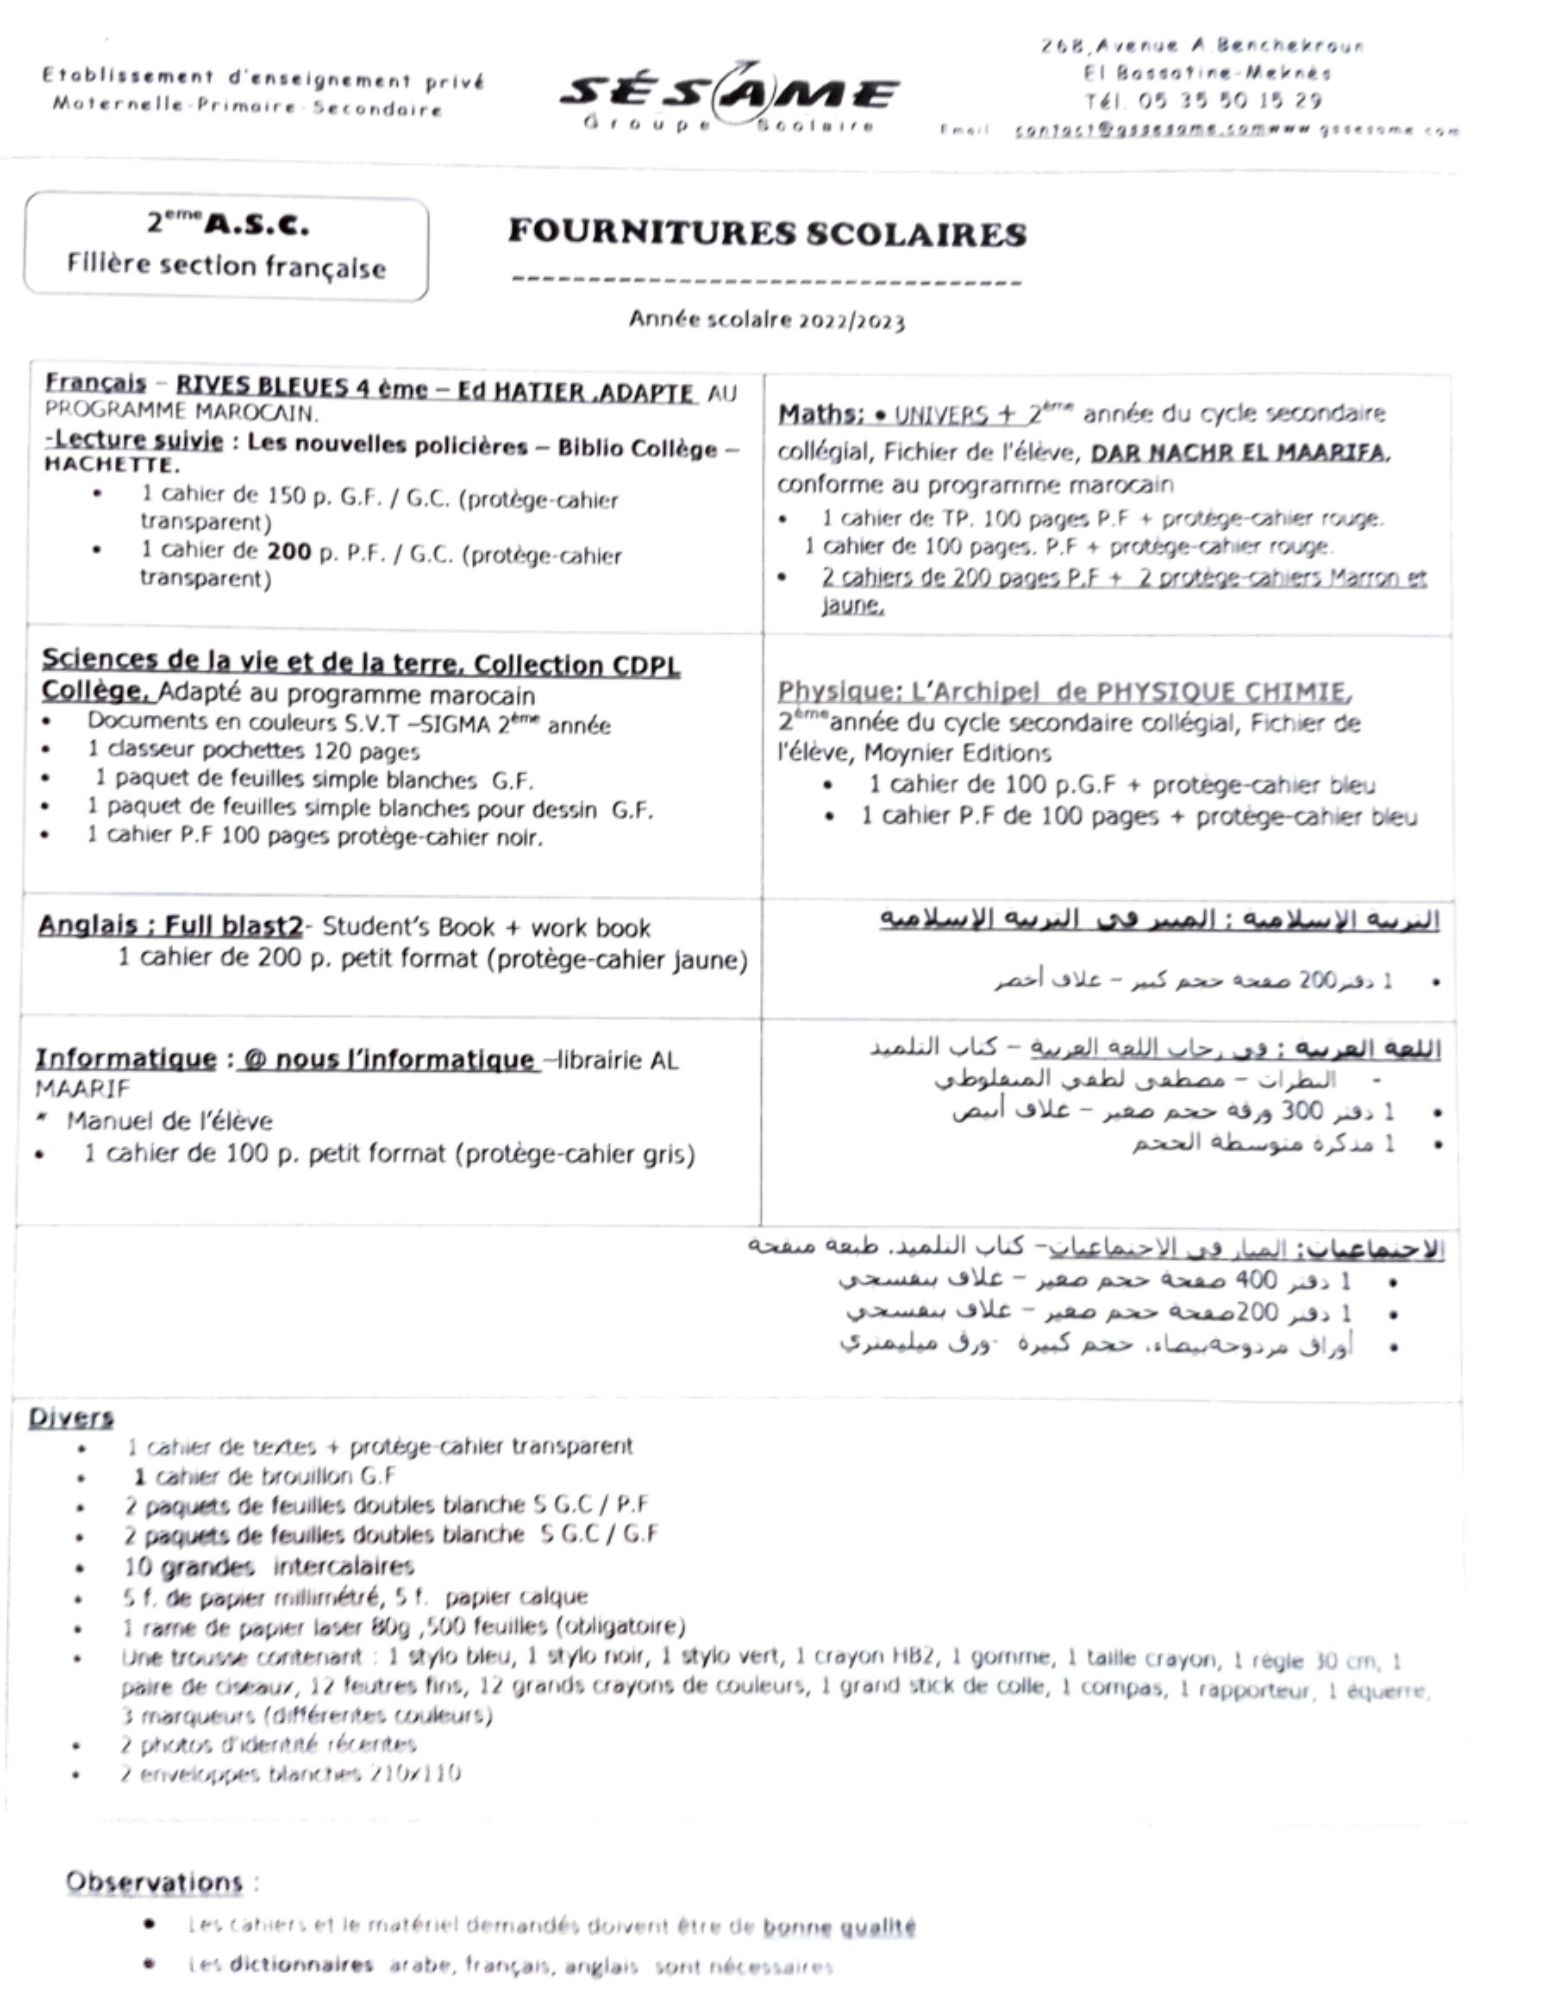 Etablissement d'enseignement privé
Maternelle-Primaire-Secondaire
SÉSAME
Groupe Scolaire
268,Avenue A.Benchekroun
El Bassatine-Meknès
Tél. 05 35 50 15 29
Email contact@gssesame.comwww gssesame com
2eme A.S.C.
Filière section française
FOURNITURES SCOLAIRES
---------------------------------
Année scolaire 2022/2023
Français – RIVES BLEUES 4 ème – Ed HATIER .ADAPTE AU
PROGRAMME MAROCAIN.
-Lecture suivie : Les nouvelles policières – Biblio Collège –
HACHETTE.
• 1 cahier de 150 p. G.F. / G.C. (protège-cahier
transparent)
• 1 cahier de 200 p. P.F. / G.C. (protège-cahier
transparent)
Maths: • UNIVERS + 2ème année du cycle secondaire
collégial, Fichier de l'élève, DAR NACHR EL MAARIFA,
conforme au programme marocain
• 1 cahier de TP. 100 pages P.F + protège-cahier rouge.
1 cahier de 100 pages. P.F + protège-cahier rouge.
• 2 cahiers de 200 pages P.F + 2 protège-cahiers Marron et
jaune.
Sciences de la vie et de la terre. Collection CDPL
Collège. Adapté au programme marocain
• Documents en couleurs S.V.T –SIGMA 2ème année
• 1 classeur pochettes 120 pages
• 1 paquet de feuilles simple blanches G.F.
• 1 paquet de feuilles simple blanches pour dessin G.F.
• 1 cahier P.F 100 pages protège-cahier noir.
Physique: L'Archipel de PHYSIQUE CHIMIE,
2ème année du cycle secondaire collégial, Fichier de
l'élève, Moynier Editions
• 1 cahier de 100 p.G.F + protège-cahier bleu
• 1 cahier P.F de 100 pages + protège-cahier bleu
Anglais : Full blast2- Student's Book + work book
1 cahier de 200 p. petit format (protège-cahier jaune)
التربية الإسلامية : المنير في التربية الإسلامية
• 1 دفتر200 صفحة حجم كبير – غلاف أخضر
Informatique : @ nous l'informatique –librairie AL
MAARIF
* Manuel de l'élève
• 1 cahier de 100 p. petit format (protège-cahier gris)
اللغة العربية : في رحاب اللغة العربية – كتاب التلميذ
- النظرات – مصطفى لطفي المنفلوطي
• 1 دفتر 300 ورقة حجم صغير – غلاف أبيض
• 1 مذكرة متوسطة الحجم
الاجتماعيات: المنار في الاجتماعيات– كتاب التلميذ. طبعة منقحة
• 1 دفتر 400 صفحة حجم صغير – غلاف بنفسجي
• 1 دفتر 200صفحة حجم صغير – غلاف بنفسجي
• أوراق مزدوجةبيضاء، حجم كبيرة -ورق ميليمتري
Divers
• 1 cahier de textes + protège-cahier transparent
• 1 cahier de brouillon G.F
• 2 paquets de feuilles doubles blanche S G.C / P.F
• 2 paquets de feuilles doubles blanche S G.C / G.F
• 10 grandes intercalaires
• 5 f. de papier millimétré, 5 f. papier calque
• 1 rame de papier laser 80g ,500 feuilles (obligatoire)
• Une trousse contenant : 1 stylo bleu, 1 stylo noir, 1 stylo vert, 1 crayon HB2, 1 gomme, 1 taille crayon, 1 règle 30 cm, 1
paire de ciseaux, 12 feutres fins, 12 grands crayons de couleurs, 1 grand stick de colle, 1 compas, 1 rapporteur, 1 équerre,
3 marqueurs (différentes couleurs)
• 2 photos d'identité récentes
• 2 enveloppes blanches 210x110
Observations :
• Les cahiers et le matériel demandés doivent être de bonne qualité
• Les dictionnaires arabe, français, anglais sont nécessaires